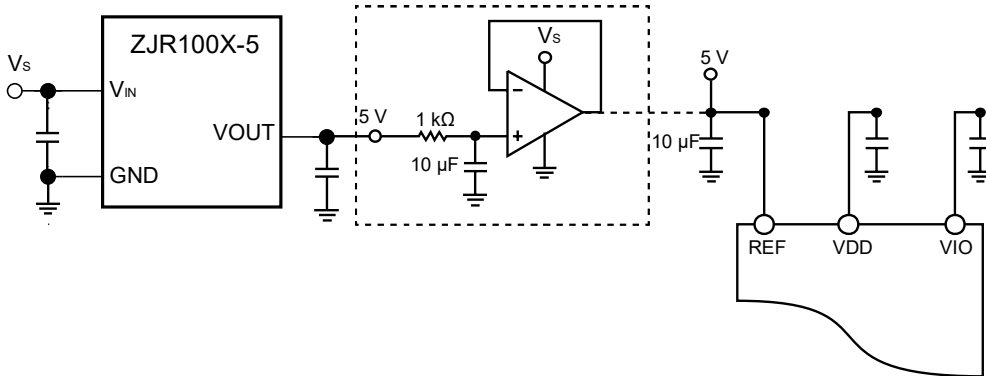 ZJR100X-5
Vs
VIN
VOUT
GND
5 V
1 kΩ
10 µF
Vs
5 V
10 µF
REF
VDD
VIO